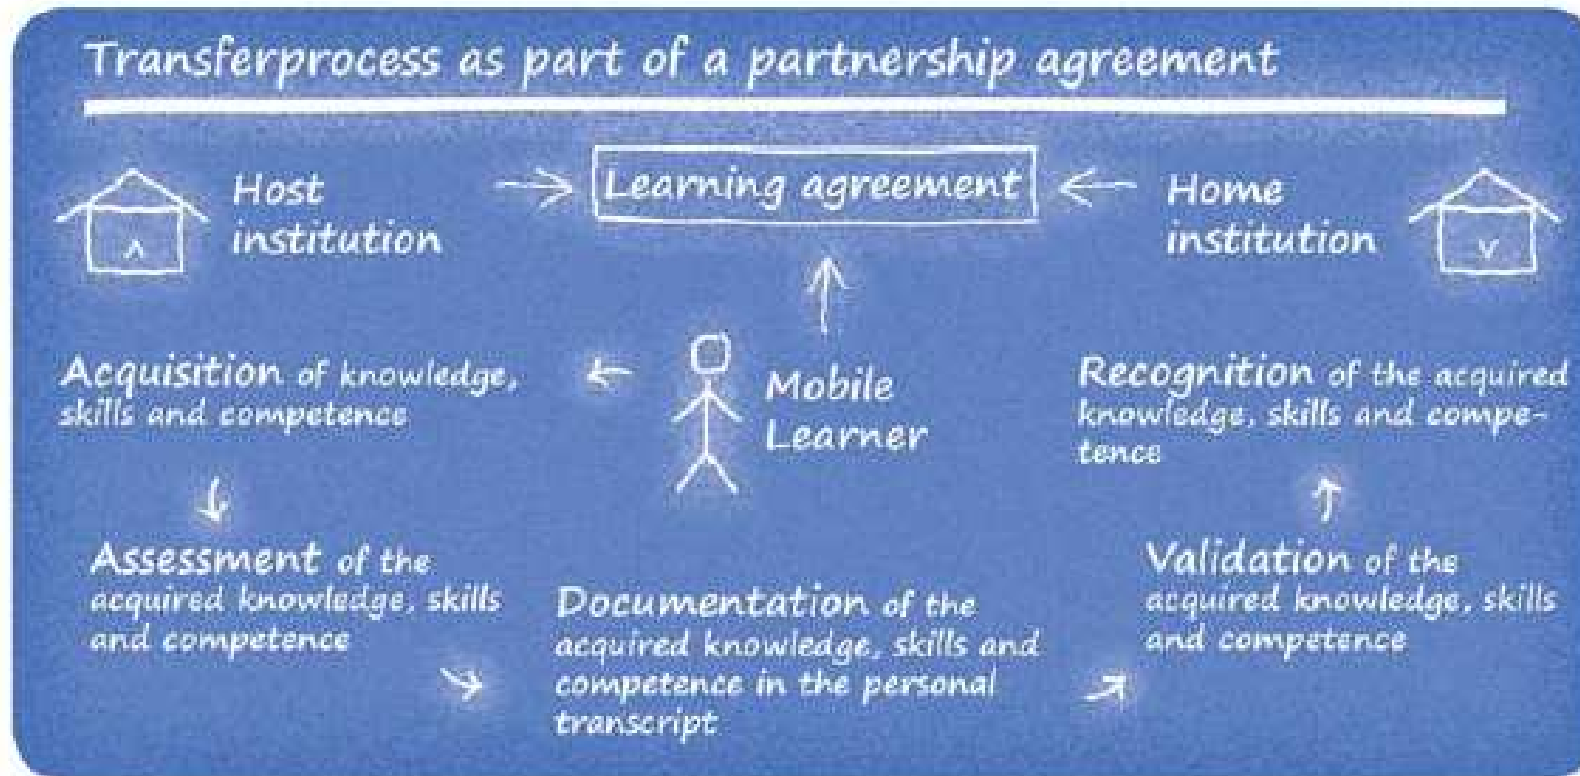 Transferprocess as part of a partnership agreement
Host
institution
Learning agreement
Home
institution
Mobile
Learner
Acquisition of knowledge,
skills and competence
Assessment of the
acquired knowledge, skills
and competence
Documentation of the
acquired knowledge, skills and
competence in the personal
transcript
Validation of the
acquired knowledge, skills
and competence
Recognition of the acquired
knowledge, skills and compe-
tence